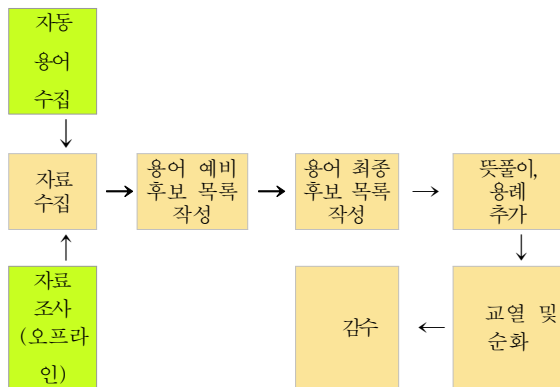 자동
용어
수집
자료
수집
용어 예비
후보 목록
작성
용어 최종
후보 목록
작성
뜻풀이,
용례
추가
자료
조사
(오프라
인)
감수
교열 및
순화